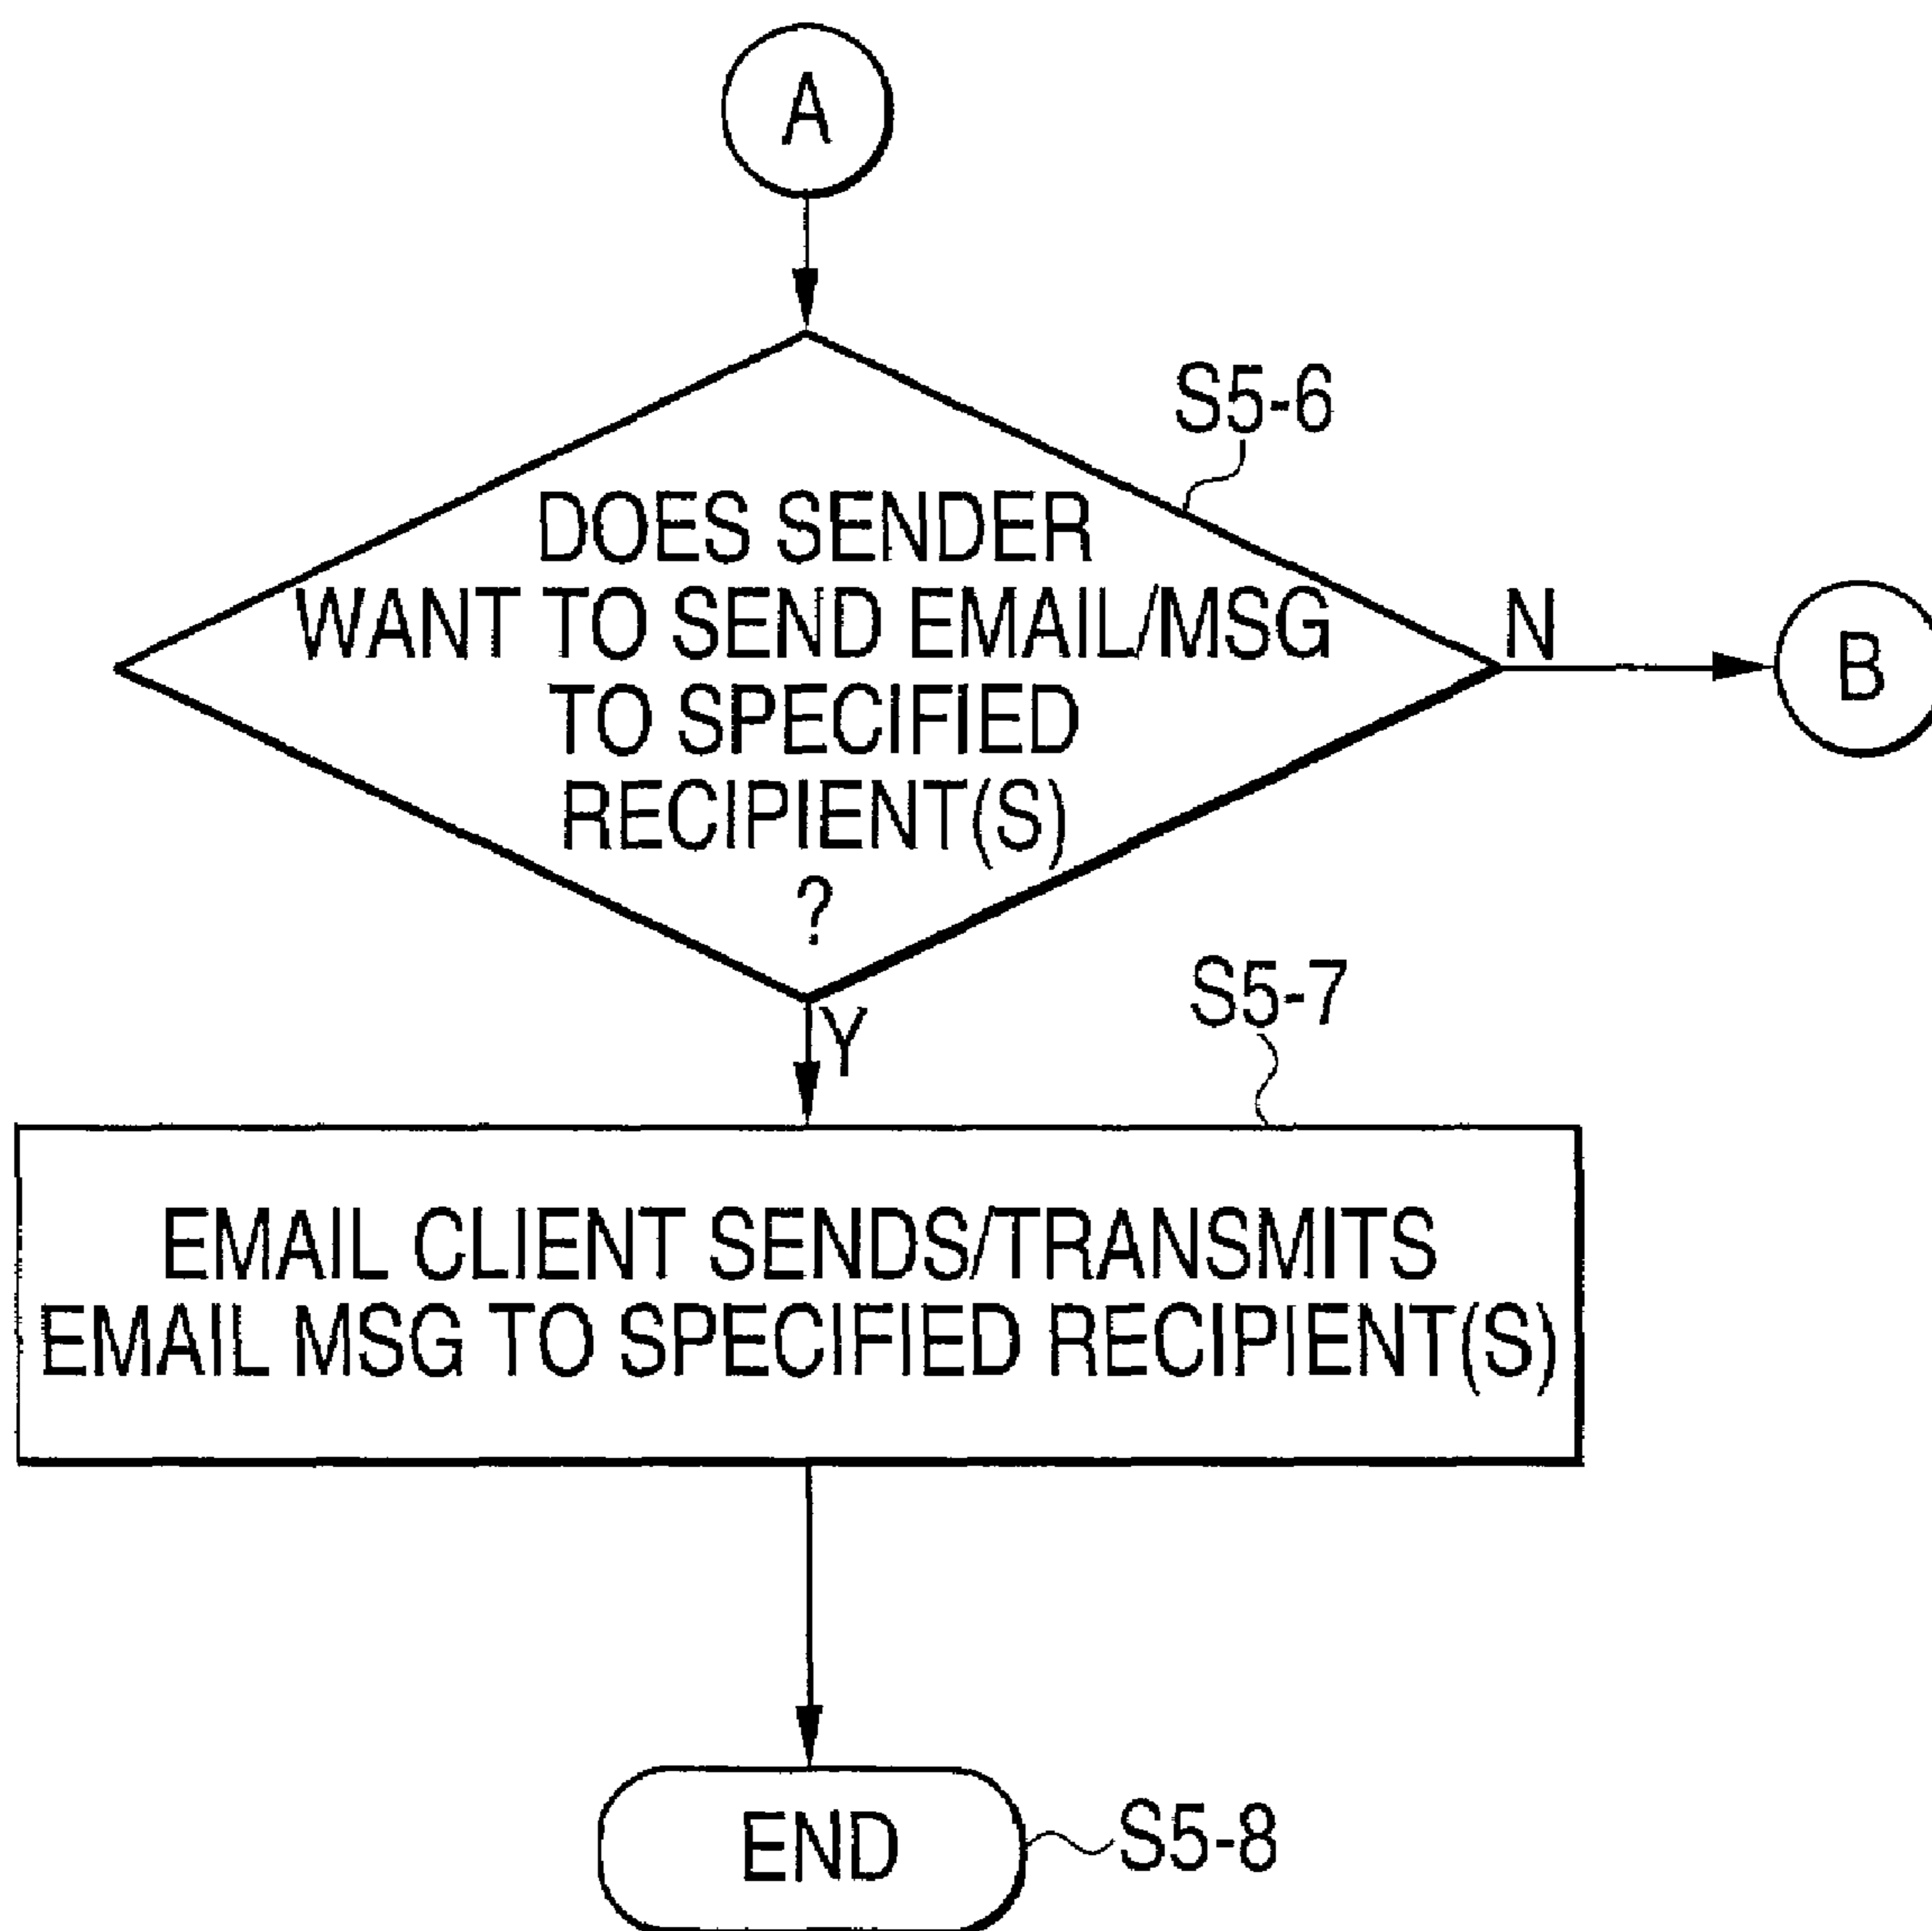 A
S5-6
DOES SENDER
WANT TO SEND EMAIL/MSG
TO SPECIFIED
RECIPIENT(S)
?
N
B
Y
S5-7
EMAIL CLIENT SENDS/TRANSMITS
EMAIL MSG TO SPECIFIED RECIPIENT(S)
END
S5-8